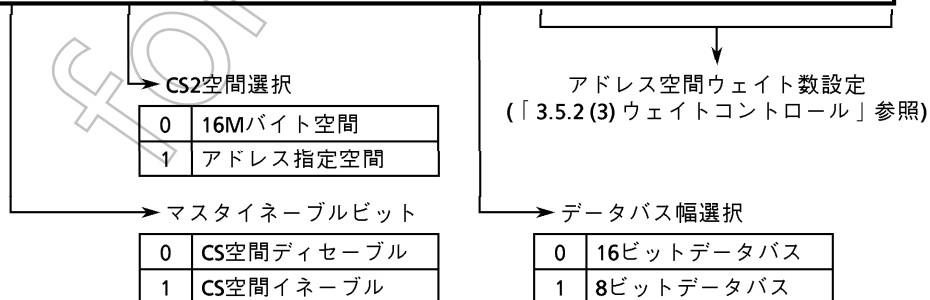 CS2空間選択
0 16Mバイト空間
1 アドレス指定空間
アドレス空間ウェイト数設定
(「3.5.2 (3) ウェイトコントロール」参照)
マスタイネーブルビット
0 CS空間ディセーブル
1 CS空間イネーブル
データバス幅選択
0 16ビットデータバス
1 8ビットデータバス
for